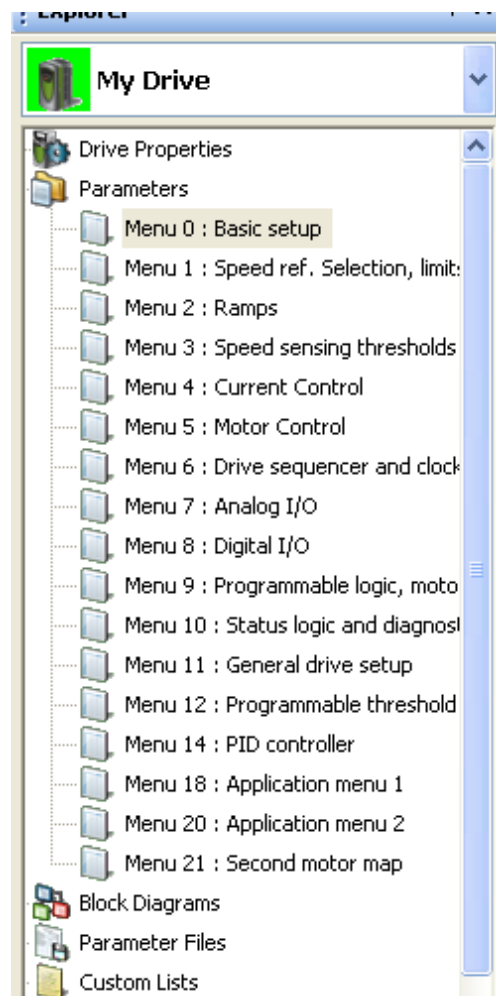 Explorer
My Drive
Drive Properties
Parameters
Menu 0 : Basic setup
Menu 1 : Speed ref. Selection, limits
Menu 2 : Ramps
Menu 3 : Speed sensing thresholds
Menu 4 : Current Control
Menu 5 : Motor Control
Menu 6 : Drive sequencer and clock
Menu 7 : Analog I/O
Menu 8 : Digital I/O
Menu 9 : Programmable logic, moto
Menu 10 : Status logic and diagnost
Menu 11 : General drive setup
Menu 12 : Programmable threshold
Menu 14 : PID controller
Menu 18 : Application menu 1
Menu 20 : Application menu 2
Menu 21 : Second motor map
Block Diagrams
Parameter Files
Custom Lists